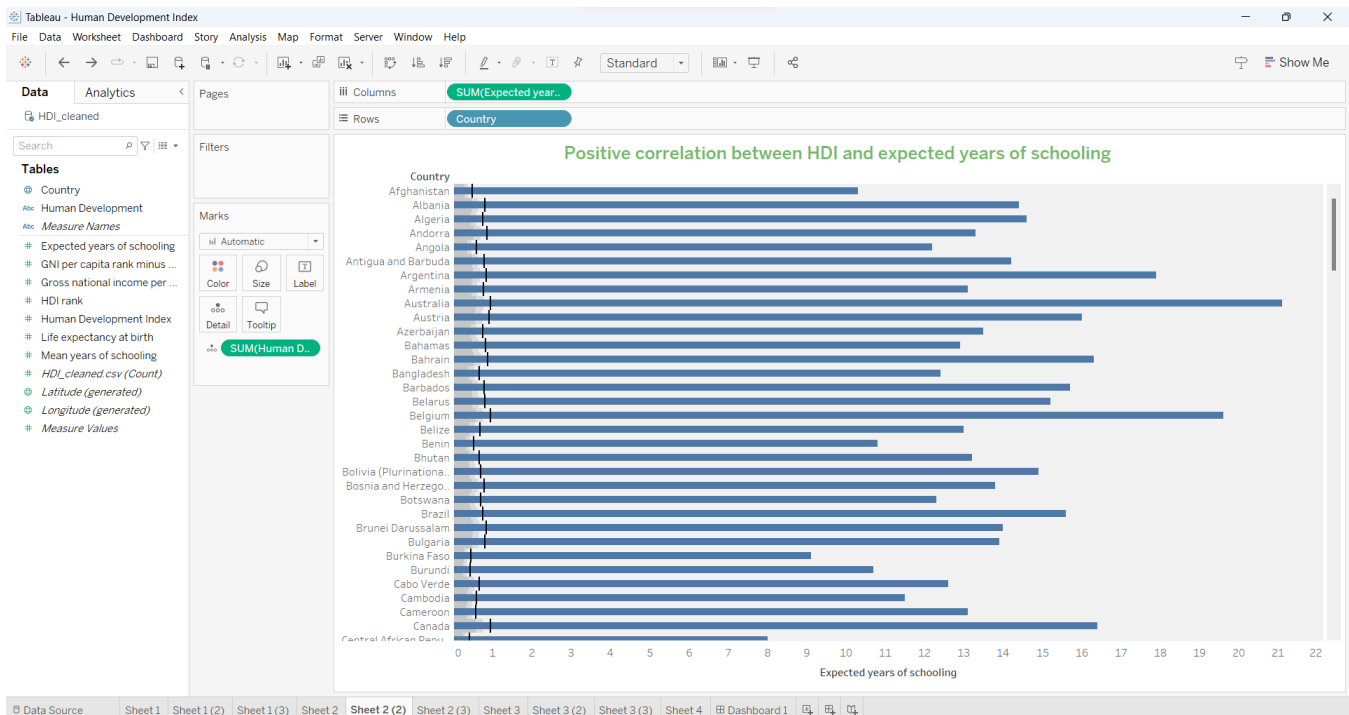 Tableau - Human Development Index
File Data Worksheet Dashboard Story Analysis Map Format Server Window Help
Standard
Show Me
Data Analytics
HDI_cleaned
Search
Tables
Country
Abc Human Development
Abc Measure Names
# Expected years of schooling
# GNI per capita rank minus ...
# Gross national income per ...
# HDI rank
# Human Development Index
# Life expectancy at birth
# Mean years of schooling
# HDI_cleaned.csv (Count)
Latitude (generated)
Longitude (generated)
# Measure Values
Pages
Filters
Marks
Automatic
Color Size Label
Detail Tooltip
SUM(Human D..
Columns SUM(Expected year..
Rows Country
Positive correlation between HDI and expected years of schooling
Country
Afghanistan
Albania
Algeria
Andorra
Angola
Antigua and Barbuda
Argentina
Armenia
Australia
Austria
Azerbaijan
Bahamas
Bahrain
Bangladesh
Barbados
Belarus
Belgium
Belize
Benin
Bhutan
Bolivia (Plurinationa..
Bosnia and Herzego..
Botswana
Brazil
Brunei Darussalam
Bulgaria
Burkina Faso
Burundi
Cabo Verde
Cambodia
Cameroon
Canada
Central African Repu..
0 1 2 3 4 5 6 7 8 9 10 11 12 13 14 15 16 17 18 19 20 21 22
Expected years of schooling
Data Source Sheet 1 Sheet 1 (2) Sheet 1 (3) Sheet 2 Sheet 2 (2) Sheet 2 (3) Sheet 3 Sheet 3 (2) Sheet 3 (3) Sheet 4 Dashboard 1